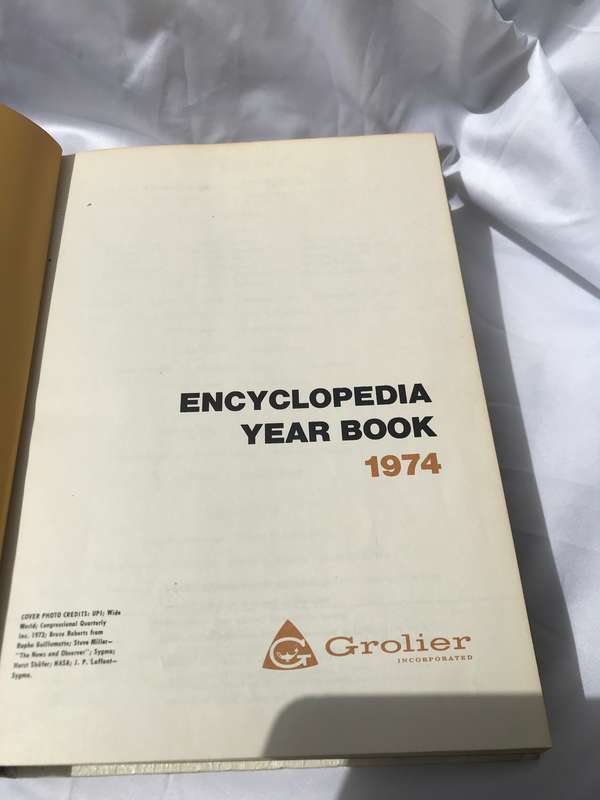 ENCYCLOPEDIA
YEAR BOOK
1974
COVER PHOTO CREDITS: UPI; Wide
World; Congressional Quarterly
Inc. 1973; Bruce Roberts from
Rapho Guillumette; Steve Miller—
"The News and Observer"; Sygma;
Horst Shäfer; NASA; J. P. Laffont—
Sygma.
G
Grolier
INCORPORATED